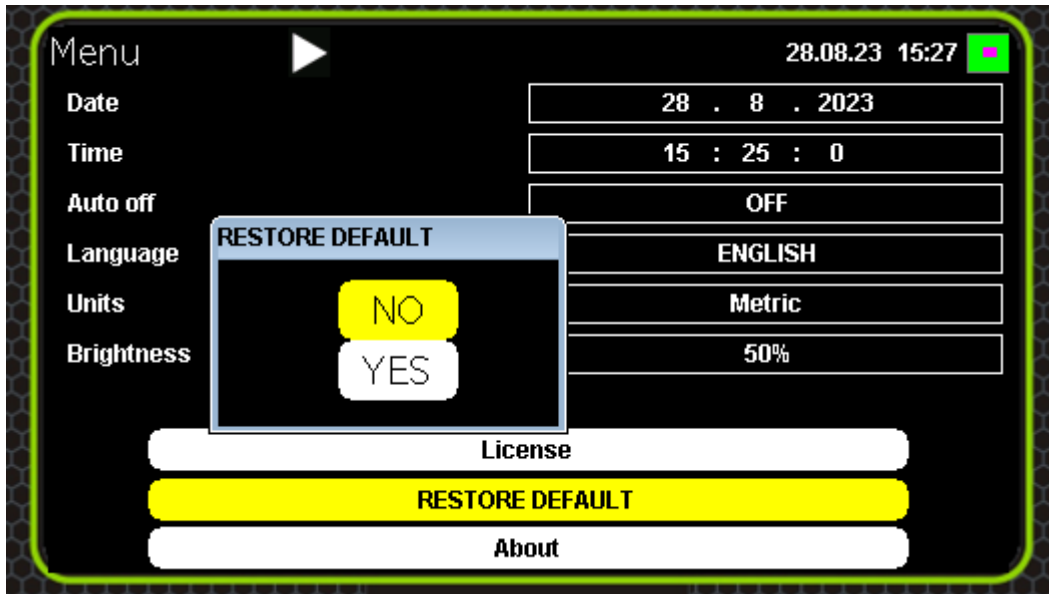 Menu 28.08.23 15:27
Date 28 . 8 . 2023
Time 15 : 25 : 0
Auto off OFF
RESTORE DEFAULT
Language ENGLISH
Units Metric
NO
Brightness 50%
YES
License
RESTORE DEFAULT
About